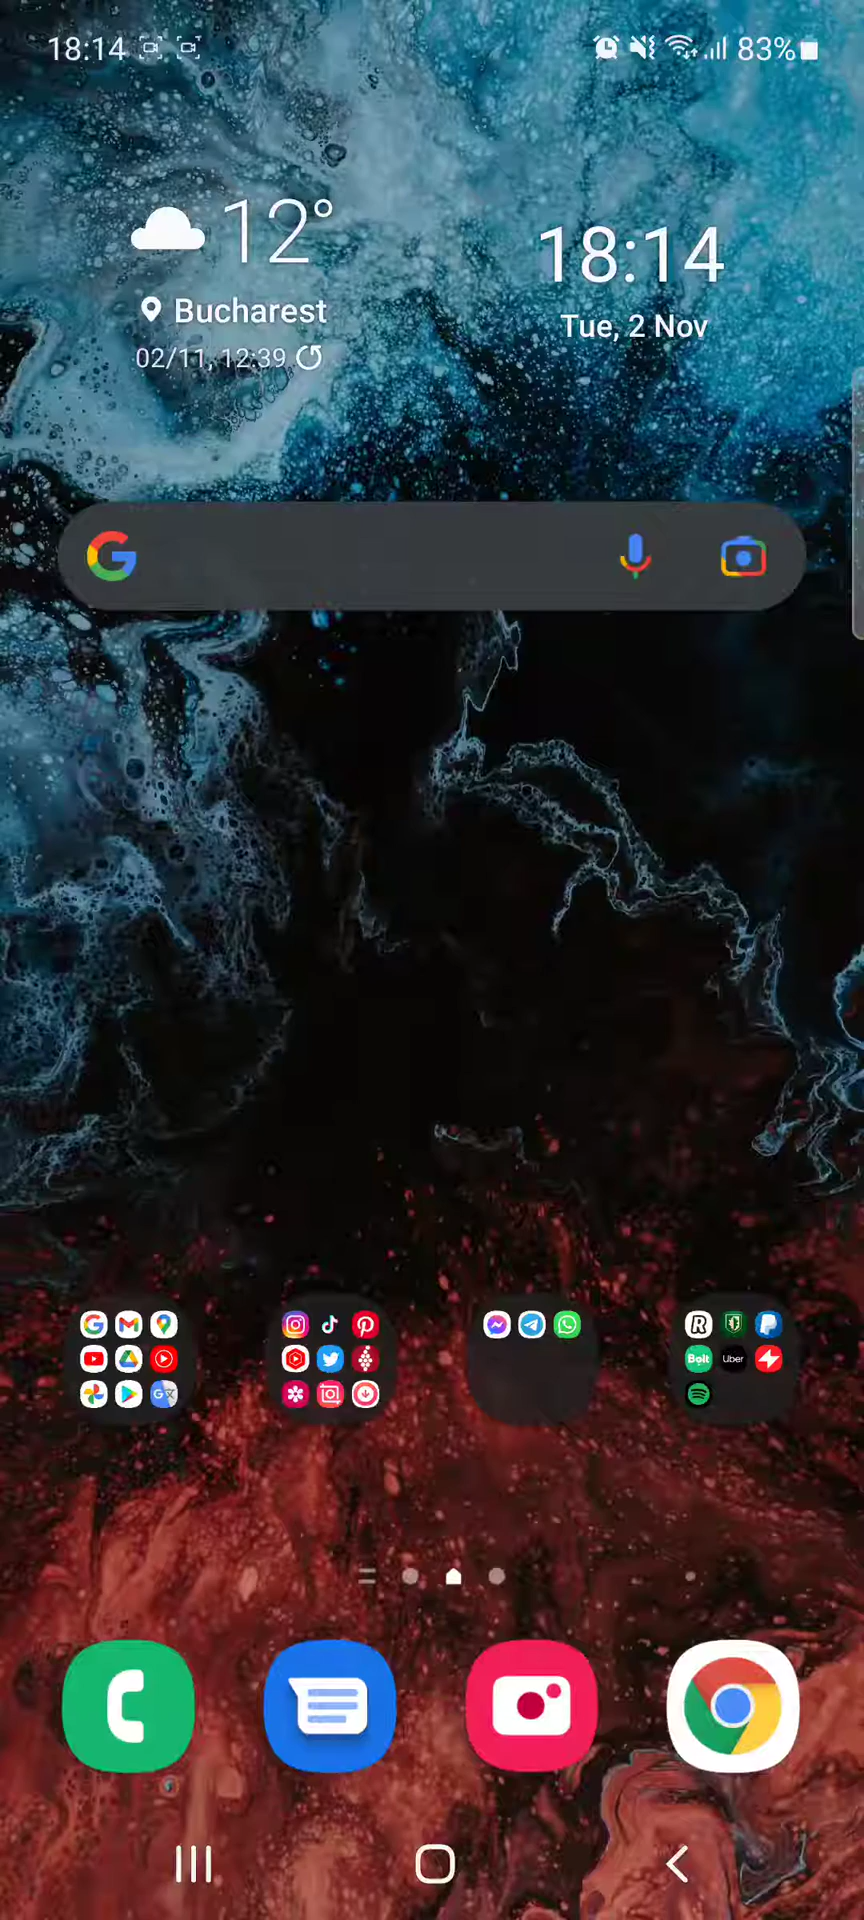 18:14
83%
12°
Bucharest
02/11, 12:39
18:14
Tue, 2 Nov
Bolt
Uber